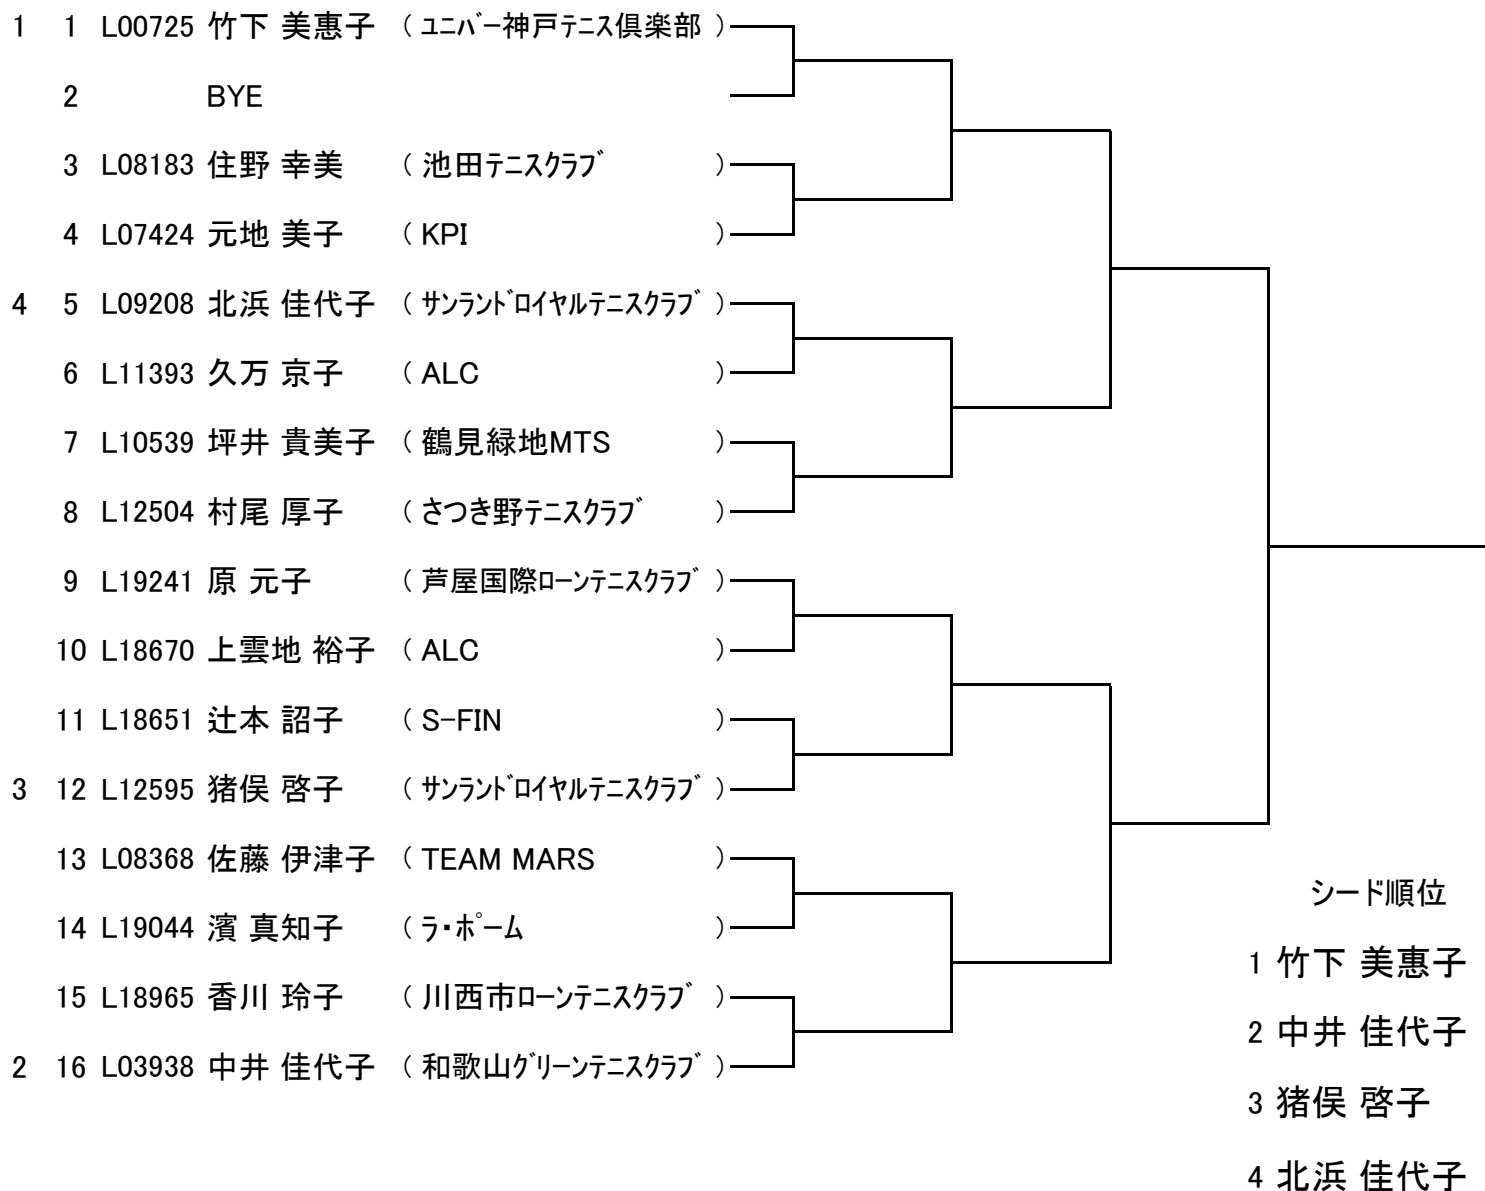 1 1 L00725 竹下 美惠子 ( ﾕﾆﾊﾞｰ神戸ﾃﾆｽ倶楽部 )
2 BYE
3 L08183 住野 幸美 ( 池田ﾃﾆｽｸﾗﾌﾞ )
4 L07424 元地 美子 ( KPI )
4 5 L09208 北浜 佳代子 ( ｻﾝﾗﾝﾄﾞﾛｲﾔﾙﾃﾆｽｸﾗﾌﾞ )
6 L11393 久万 京子 ( ALC )
7 L10539 坪井 貴美子 ( 鶴見緑地MTS )
8 L12504 村尾 厚子 ( さつき野ﾃﾆｽｸﾗﾌﾞ )
9 L19241 原 元子 ( 芦屋国際ﾛｰﾝﾃﾆｽｸﾗﾌﾞ )
10 L18670 上雲地 裕子 ( ALC )
11 L18651 辻本 詔子 ( S-FIN )
3 12 L12595 猪俣 啓子 ( ｻﾝﾗﾝﾄﾞﾛｲﾔﾙﾃﾆｽｸﾗﾌﾞ )
13 L08368 佐藤 伊津子 ( TEAM MARS )
14 L19044 濱 真知子 ( ﾗ･ﾎﾟｰﾑ )
15 L18965 香川 玲子 ( 川西市ﾛｰﾝﾃﾆｽｸﾗﾌﾞ )
2 16 L03938 中井 佳代子 ( 和歌山ｸﾞﾘｰﾝﾃﾆｽｸﾗﾌﾞ )
シード順位
1 竹下 美惠子
2 中井 佳代子
3 猪俣 啓子
4 北浜 佳代子